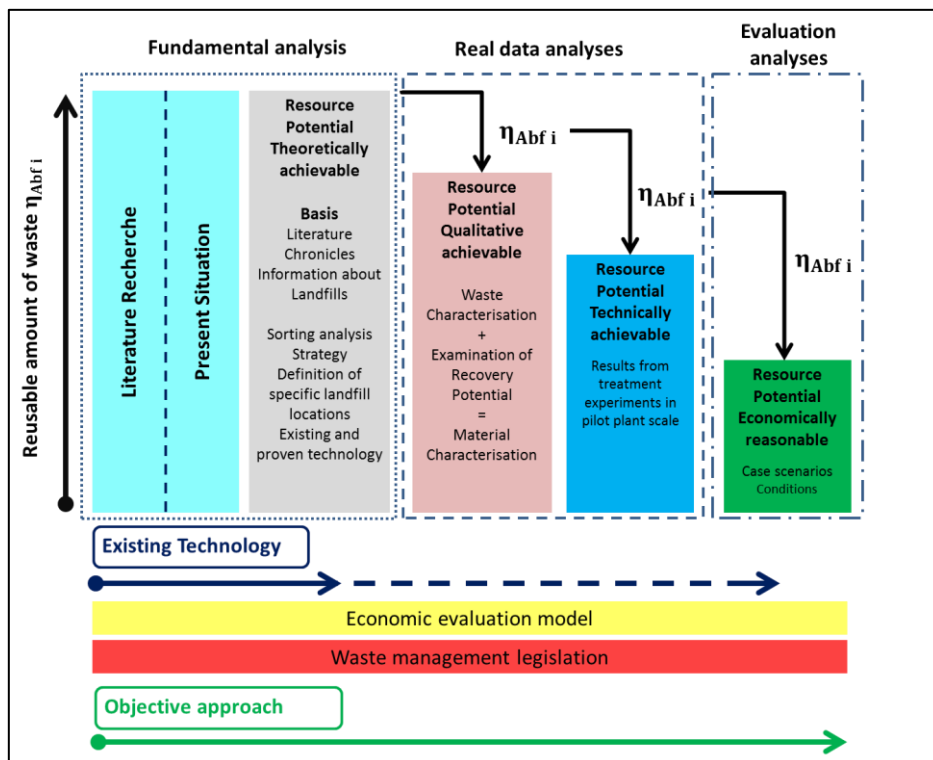 Fundamental analysis
Real data analyses
Evaluation
analyses
Reusable amount of waste η_Abf i
Literature Recherche
Present Situation
Resource
Potential
Theoretically
achievable
Basis
Literature
Chronicles
Information about
Landfills
Sorting analysis
Strategy
Definition of
specific landfill
locations
Existing and
proven technology
η_Abf i
Resource
Potential
Qualitative
achievable
Waste
Characterisation
+
Examination of
Recovery
Potential
=
Material
Characterisation
η_Abf i
Resource
Potential
Technically
achievable
Results from
treatment
experiments in
pilot plant scale
η_Abf i
Resource
Potential
Economically
reasonable
Case scenarios
Conditions
Existing Technology
Economic evaluation model
Waste management legislation
Objective approach